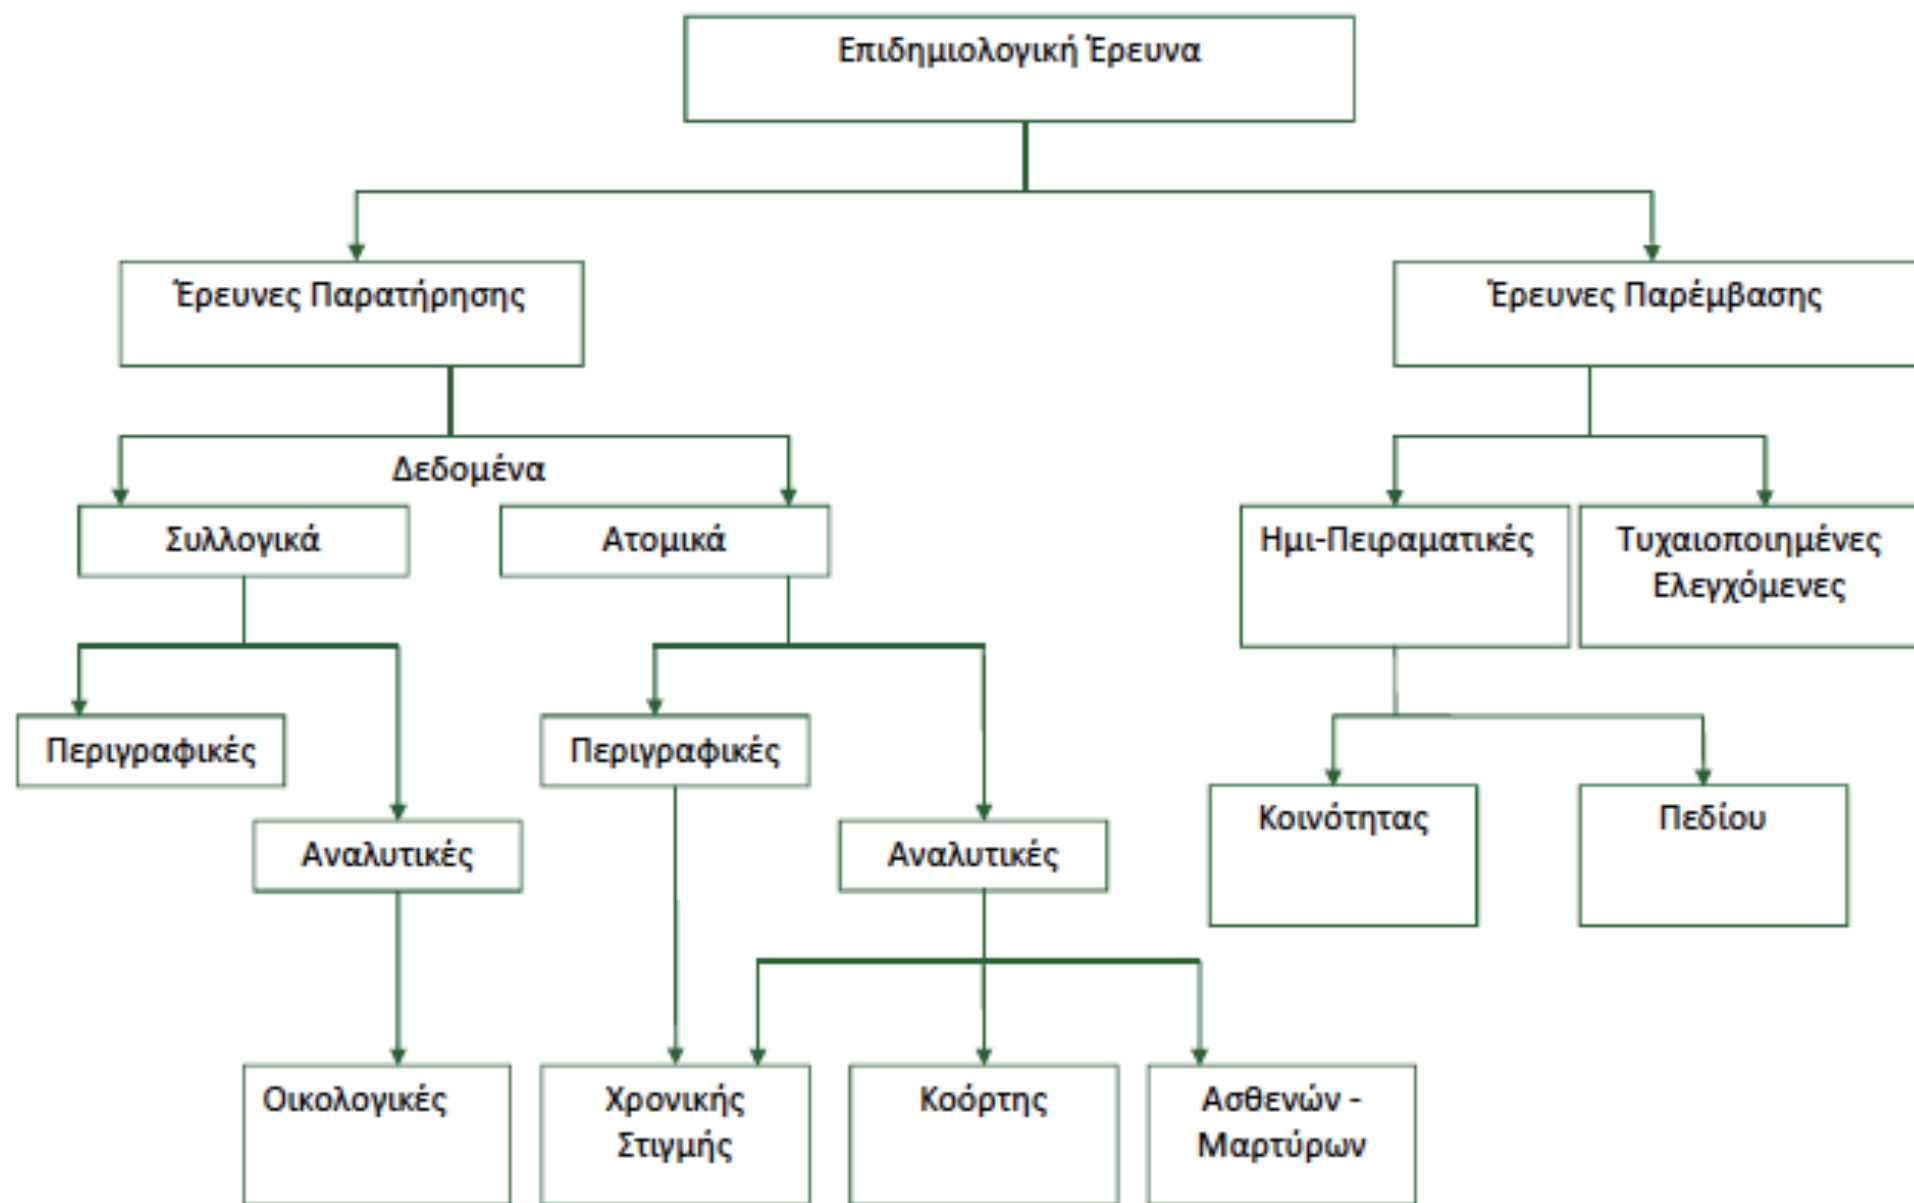 Επιδημιολογική Έρευνα
Έρευνες Παρατήρησης
Έρευνες Παρέμβασης
Δεδομένα
Συλλογικά
Ατομικά
Ημι-Πειραματικές
Τυχαιοποιημένες
Ελεγχόμενες
Περιγραφικές
Περιγραφικές
Αναλυτικές
Αναλυτικές
Κοινότητας
Πεδίου
Οικολογικές
Χρονικής
Στιγμής
Κοόρτης
Ασθενών -
Μαρτύρων